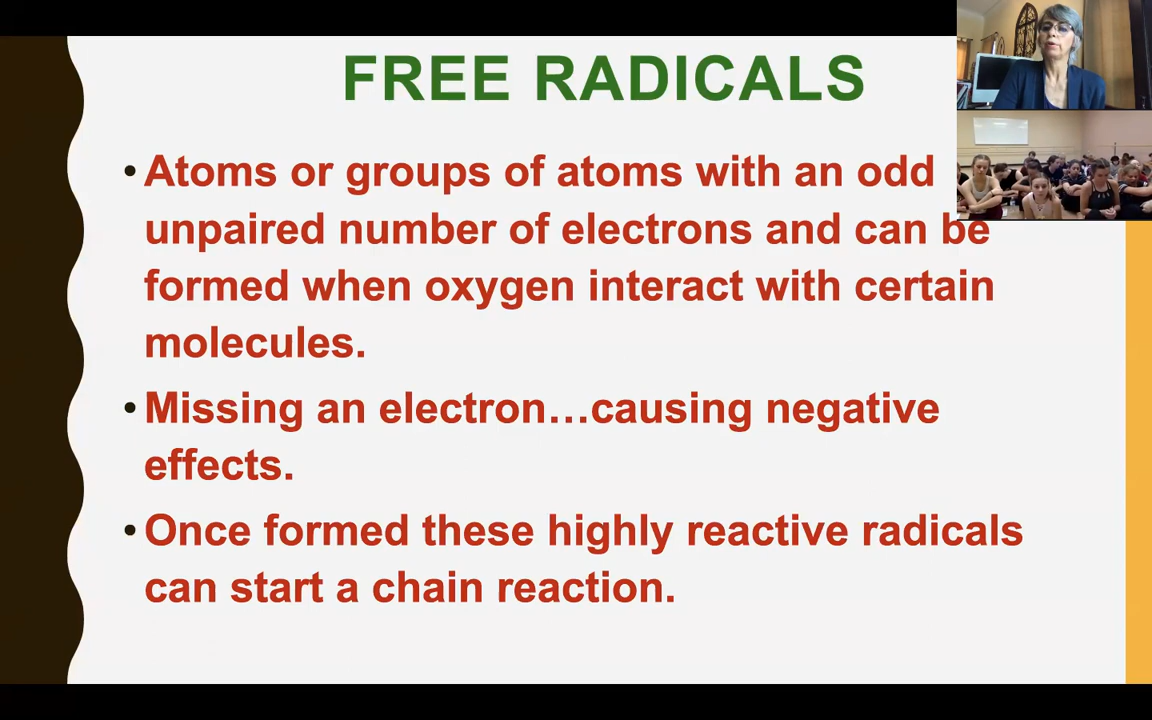 FREE RADICALS
• Atoms or groups of atoms with an odd
unpaired number of electrons and can be
formed when oxygen interact with certain
molecules.
• Missing an electron…causing negative
effects.
• Once formed these highly reactive radicals
can start a chain reaction.